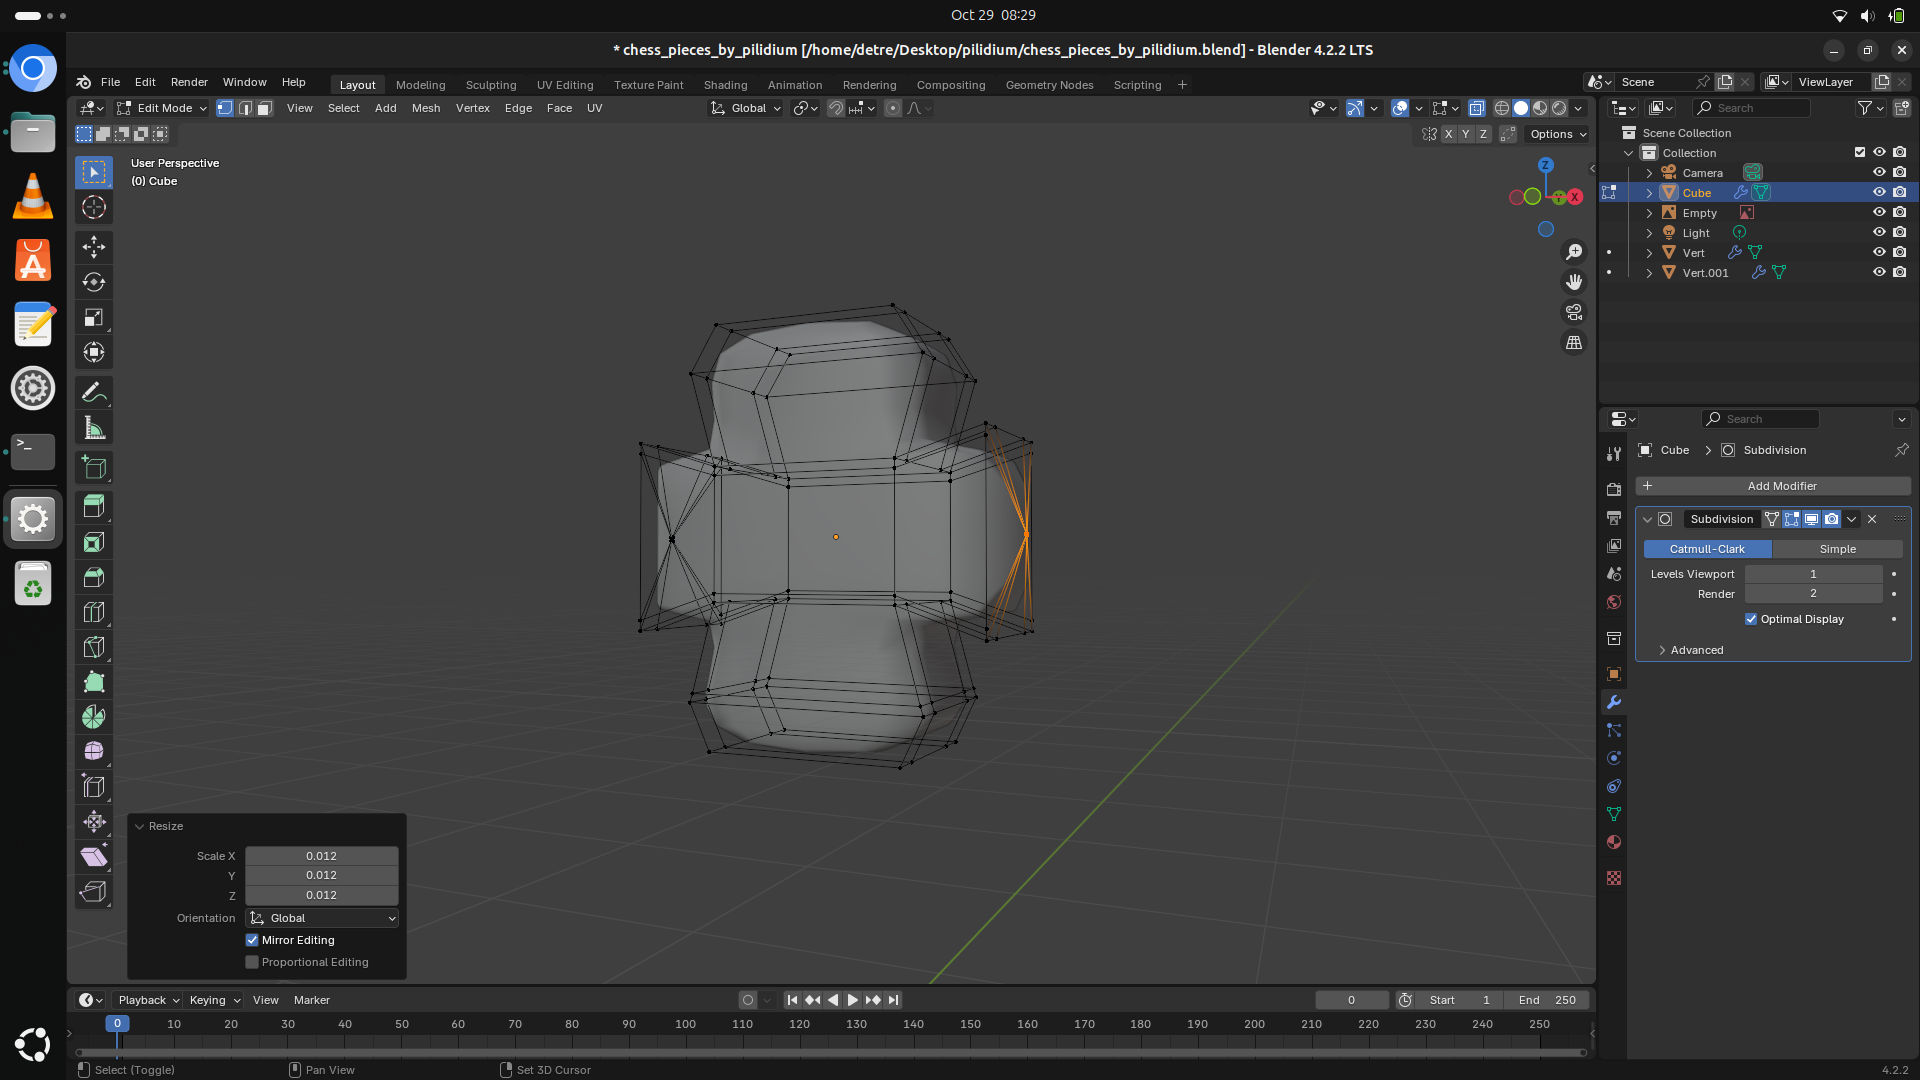 Oct 29 08:29
* chess_pieces_by_pilidium [/home/detre/Desktop/pilidium/chess_pieces_by_pilidium.blend] - Blender 4.2.2 LTS
File Edit Render Window Help
Layout Modeling Sculpting UV Editing Texture Paint Shading Animation Rendering Compositing Geometry Nodes Scripting +
Scene
ViewLayer
Edit Mode View Select Add Mesh Vertex Edge Face UV
Global
Search
X Y Z Options
User Perspective
(0) Cube
Z
Y X
Scene Collection
Collection
Camera
Cube
Empty
Light
Vert
Vert.001
Search
Cube > Subdivision
+ Add Modifier
Subdivision
Catmull-Clark Simple
Levels Viewport 1
Render 2
Optimal Display
Advanced
Resize
Scale X 0.012
Y 0.012
Z 0.012
Orientation Global
Mirror Editing
Proportional Editing
Playback Keying View Marker
0 Start 1 End 250
0 10 20 30 40 50 60 70 80 90 100 110 120 130 140 150 160 170 180 190 200 210 220 230 240 250
Select (Toggle) Pan View Set 3D Cursor
4.2.2